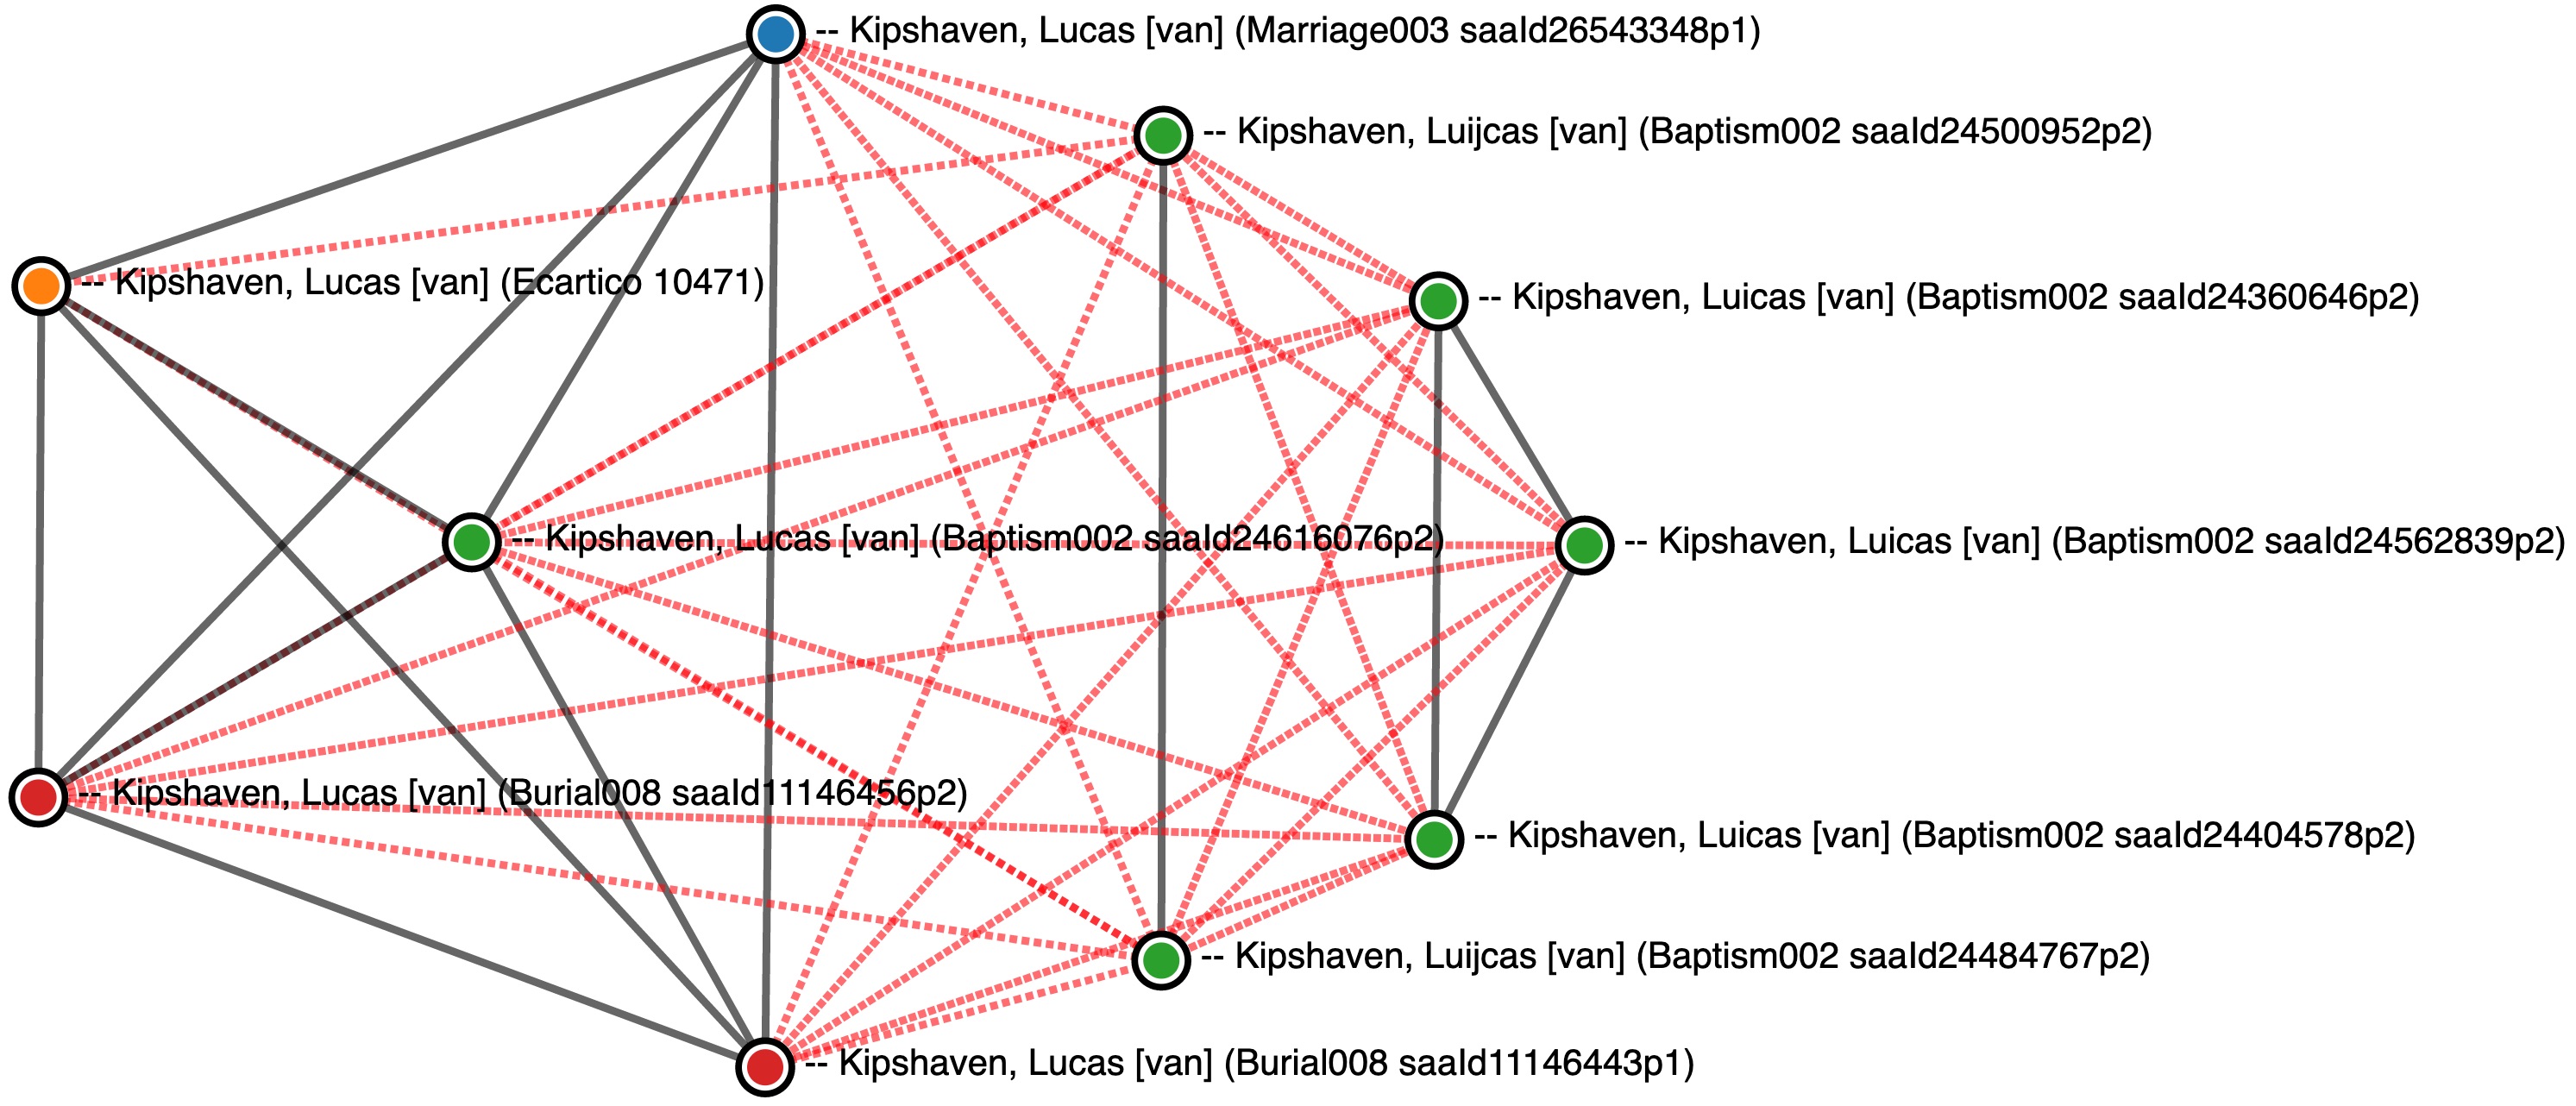 -- Kipshaven, Lucas [van] (Marriage003 saaId26543348p1)
-- Kipshaven, Luijcas [van] (Baptism002 saaId24500952p2)
-- Kipshaven, Lucas [van] (Ecartico 10471)
-- Kipshaven, Luicas [van] (Baptism002 saaId24360646p2)
-- Kipshaven, Lucas [van] (Baptism002 saaId24616076p2)
-- Kipshaven, Luicas [van] (Baptism002 saaId24562839p2)
-- Kipshaven, Lucas [van] (Burial008 saaId11146456p2)
-- Kipshaven, Luicas [van] (Baptism002 saaId24404578p2)
-- Kipshaven, Luijcas [van] (Baptism002 saaId24484767p2)
-- Kipshaven, Lucas [van] (Burial008 saaId11146443p1)